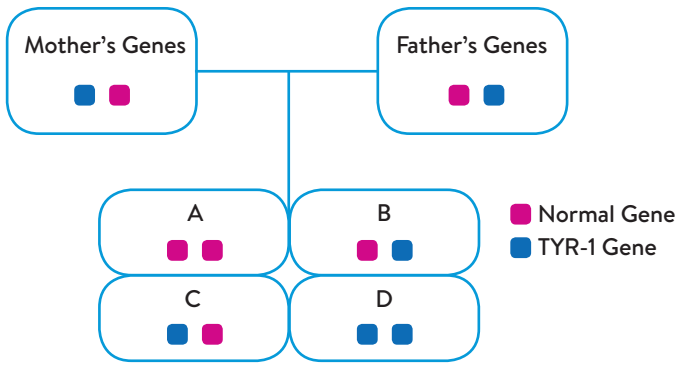 Mother’s Genes
Father’s Genes
A
B
Normal Gene
TYR-1 Gene
C
D